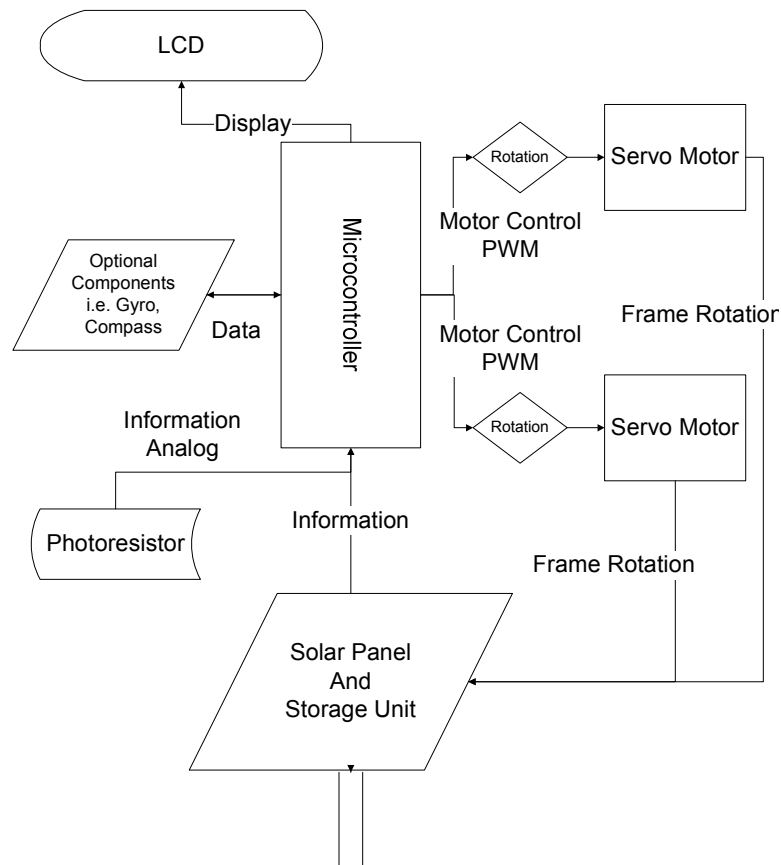 LCD
Display
Rotation
Servo Motor
Microcontroller
Motor Control
PWM
Optional
Components
i.e. Gyro,
Compass
Data
Frame Rotation
Motor Control
PWM
Rotation
Servo Motor
Information
Analog
Photoresistor
Information
Frame Rotation
Solar Panel
And
Storage Unit